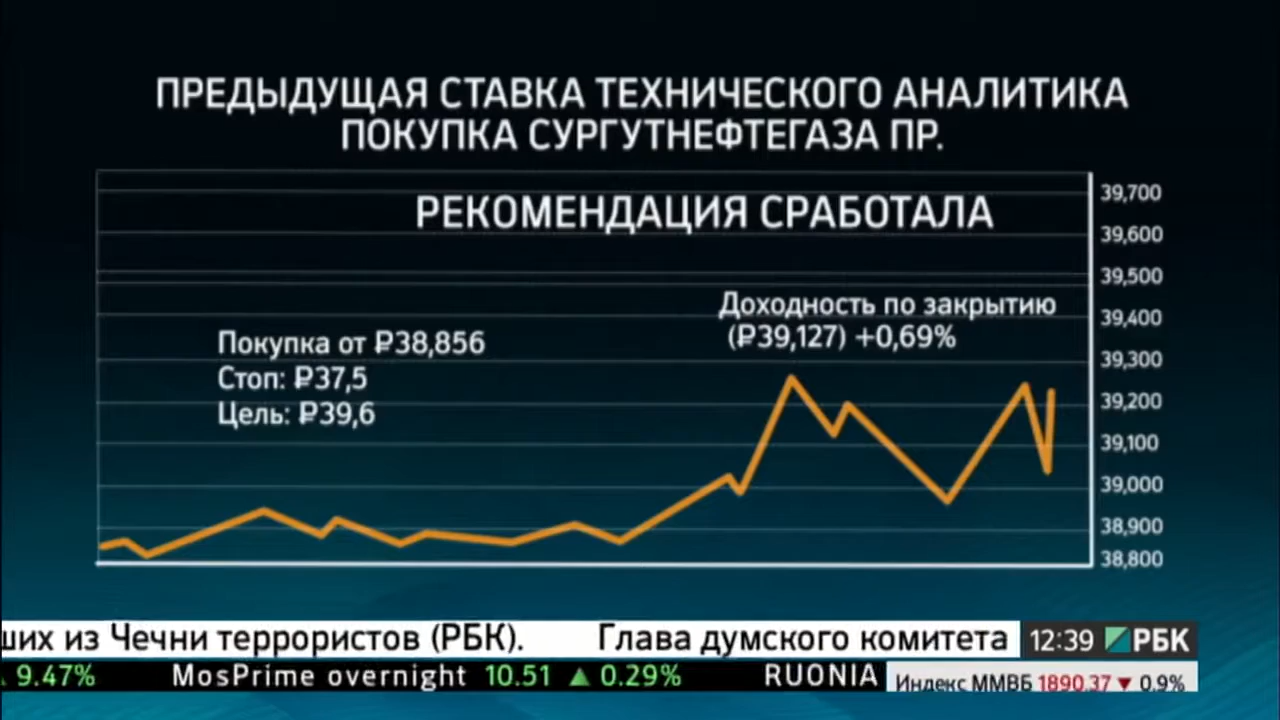 ПРЕДЫДУЩАЯ СТАВКА ТЕХНИЧЕСКОГО АНАЛИТИКА
ПОКУПКА СУРГУТНЕФТЕГАЗА ПР.
РЕКОМЕНДАЦИЯ СРАБОТАЛА
Доходность по закрытию
(₽39,127) +0,69%
Покупка от ₽38,856
Стоп: ₽37,5
Цель: ₽39,6
39,700
39,600
39,500
39,400
39,300
39,200
39,100
39,000
38,900
38,800
ших из Чечни террористов (РБК). Глава думского комитета
12:39 РБК
9.47% MosPrime overnight 10.51 ▲ 0.29% RUONIA
Индекс ММВБ 1890.37 ▼ 0.9%